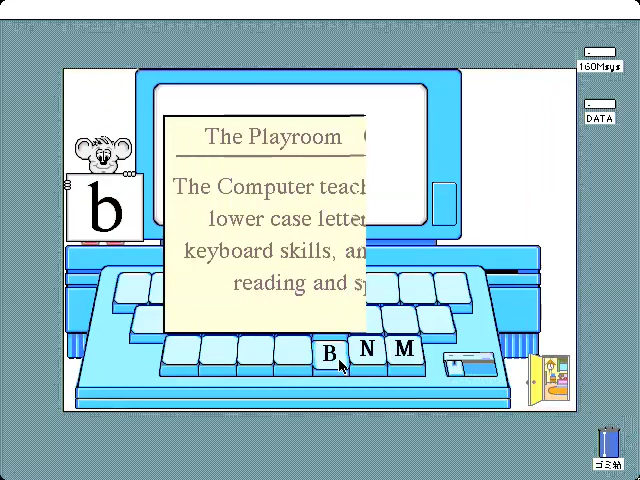 160Msys
DATA
The Playroom
The Computer teach
lower case letter
keyboard skills, an
reading and sp
b
B N M
ゴミ箱